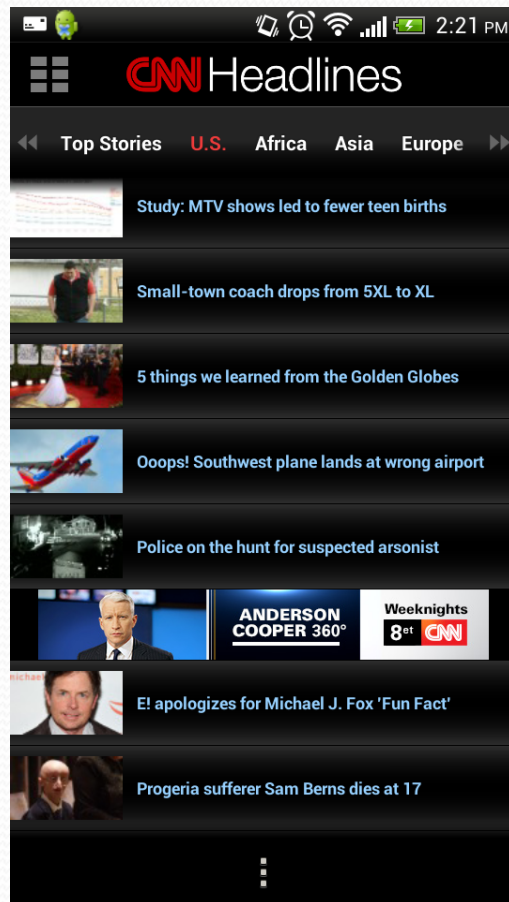 2:21 PM
CNN Headlines
Top Stories U.S. Africa Asia Europe
Study: MTV shows led to fewer teen births
Small-town coach drops from 5XL to XL
5 things we learned from the Golden Globes
Ooops! Southwest plane lands at wrong airport
Police on the hunt for suspected arsonist
ANDERSON
COOPER 360°
Weeknights
8et CNN
michael
E! apologizes for Michael J. Fox 'Fun Fact'
Progeria sufferer Sam Berns dies at 17